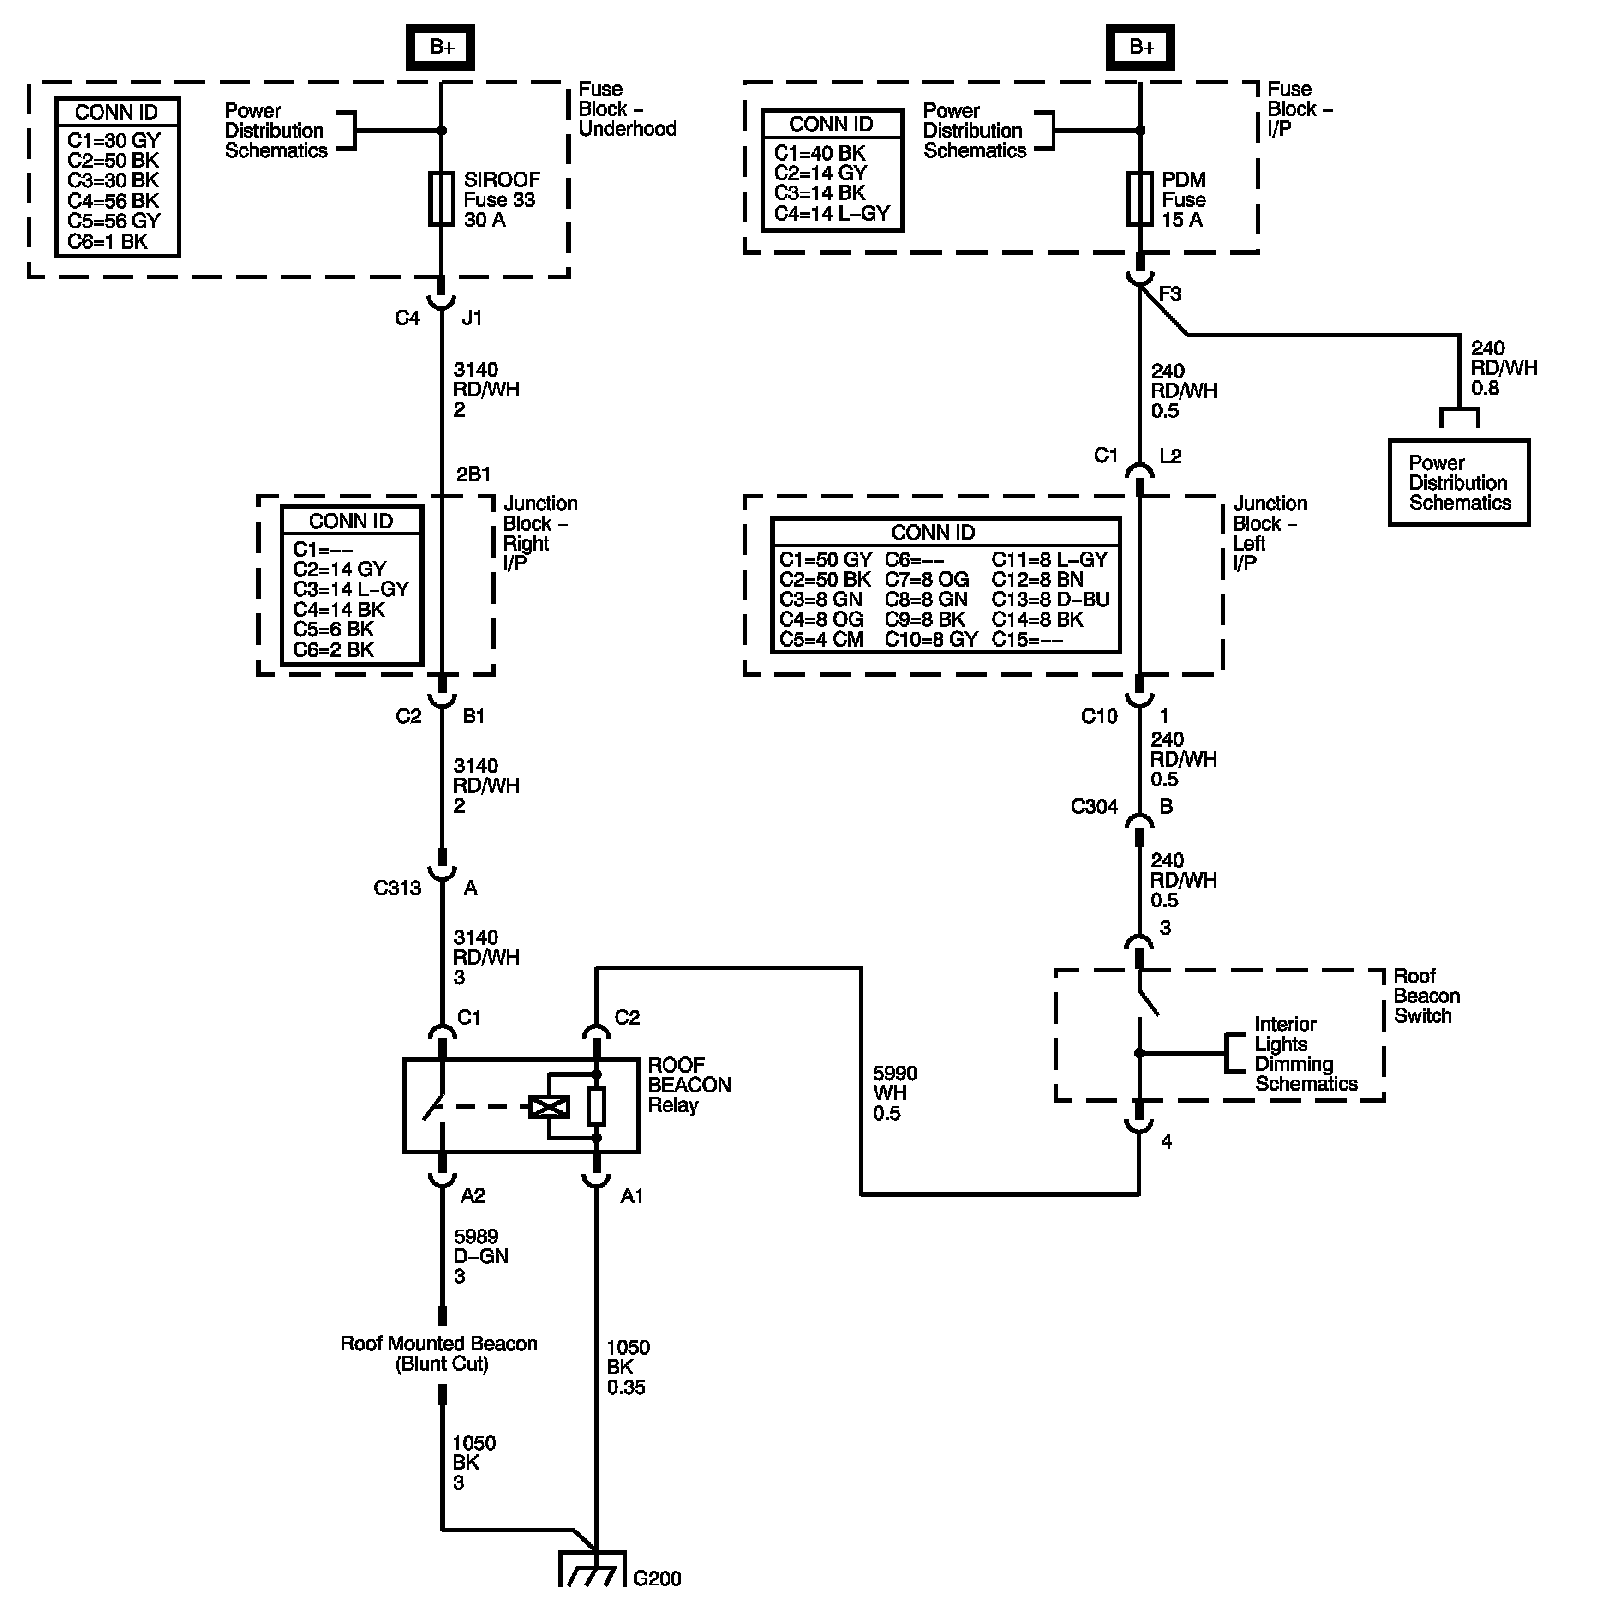 B+
Fuse
Block –
Underhood
CONN ID
C1=30 GY
C2=50 BK
C3=30 BK
C4=56 BK
C5=56 GY
C6=1 BK
Power
Distribution
Schematics
SIROOF
Fuse 33
30 A
C4 J1
3140
RD/WH
2
2B1
Junction
Block –
Right
I/P
CONN ID
C1=––
C2=14 GY
C3=14 L–GY
C4=14 BK
C5=6 BK
C6=2 BK
C2 B1
3140
RD/WH
2
C313 A
3140
RD/WH
3
C1
C2
ROOF
BEACON
Relay
A2
A1
5989
D–GN
3
Roof Mounted Beacon
(Blunt Cut)
1050
BK
0.35
1050
BK
3
G200
B+
Fuse
Block –
I/P
CONN ID
C1=40 BK
C2=14 GY
C3=14 BK
C4=14 L–GY
Power
Distribution
Schematics
PDM
Fuse
15 A
F3
240
RD/WH
0.8
Power
Distribution
Schematics
240
RD/WH
0.5
C1 L2
Junction
Block –
Left
I/P
CONN ID
C1=50 GY C6=–– C11=8 L–GY
C2=50 BK C7=8 OG C12=8 BN
C3=8 GN C8=8 GN C13=8 D–BU
C4=8 OG C9=8 BK C14=8 BK
C5=4 CM C10=8 GY C15=––
C10 1
240
RD/WH
0.5
C304 B
240
RD/WH
0.5
3
Roof
Beacon
Switch
Interior
Lights
Dimming
Schematics
4
5990
WH
0.5